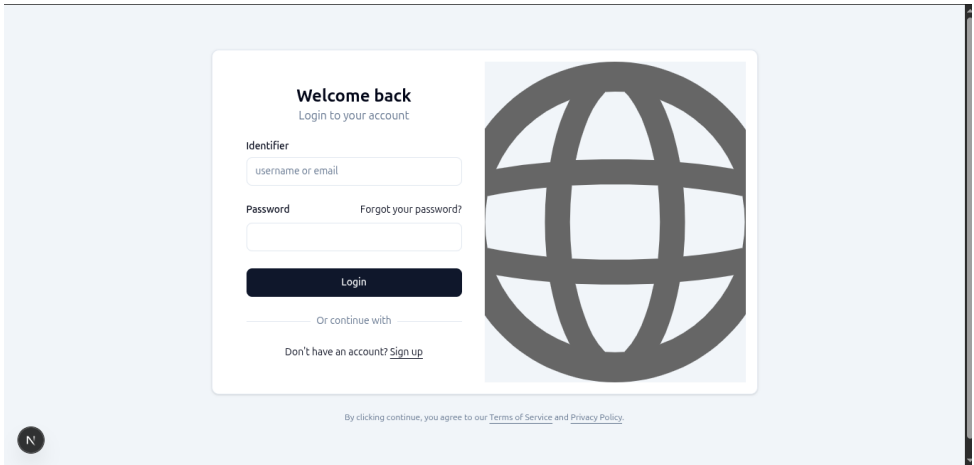 Welcome back
Login to your account
Identifier
username or email
Password Forgot your password?
Login
Or continue with
Don't have an account? Sign up
By clicking continue, you agree to our Terms of Service and Privacy Policy.
N